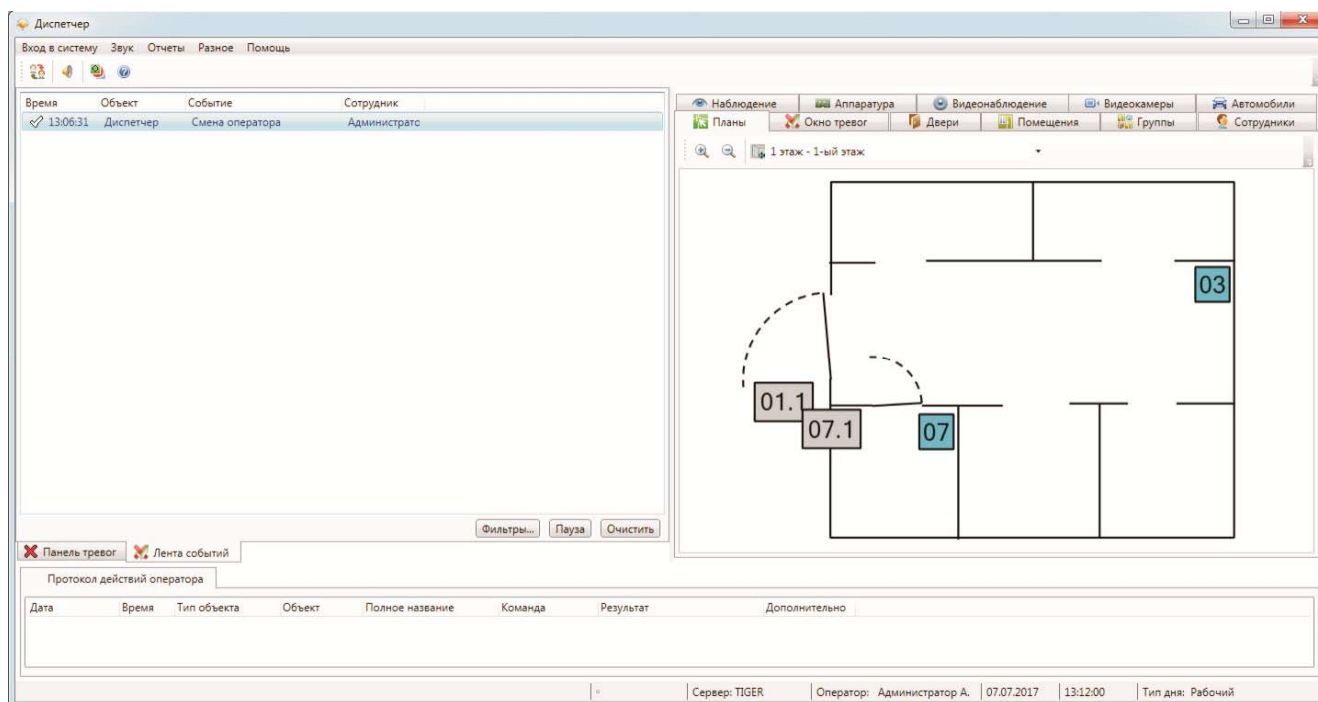 Диспетчер
Вход в систему Звук Отчеты Разное Помощь
Время Объект Событие Сотрудник
13:06:31 Диспетчер Смена оператора Администратс
Фильтры... Пауза Очистить
Панель тревог Лента событий
Наблюдение Аппаратура Видеонаблюдение Видеокамеры Автомобили
Планы Окно тревог Двери Помещения Группы Сотрудники
1 этаж - 1-ый этаж
03
01.1
07.1
07
Протокол действий оператора
Дата Время Тип объекта Объект Полное название Команда Результат Дополнительно
Сервер: TIGER Оператор: Администратор А. 07.07.2017 13:12:00 Тип дня: Рабочий